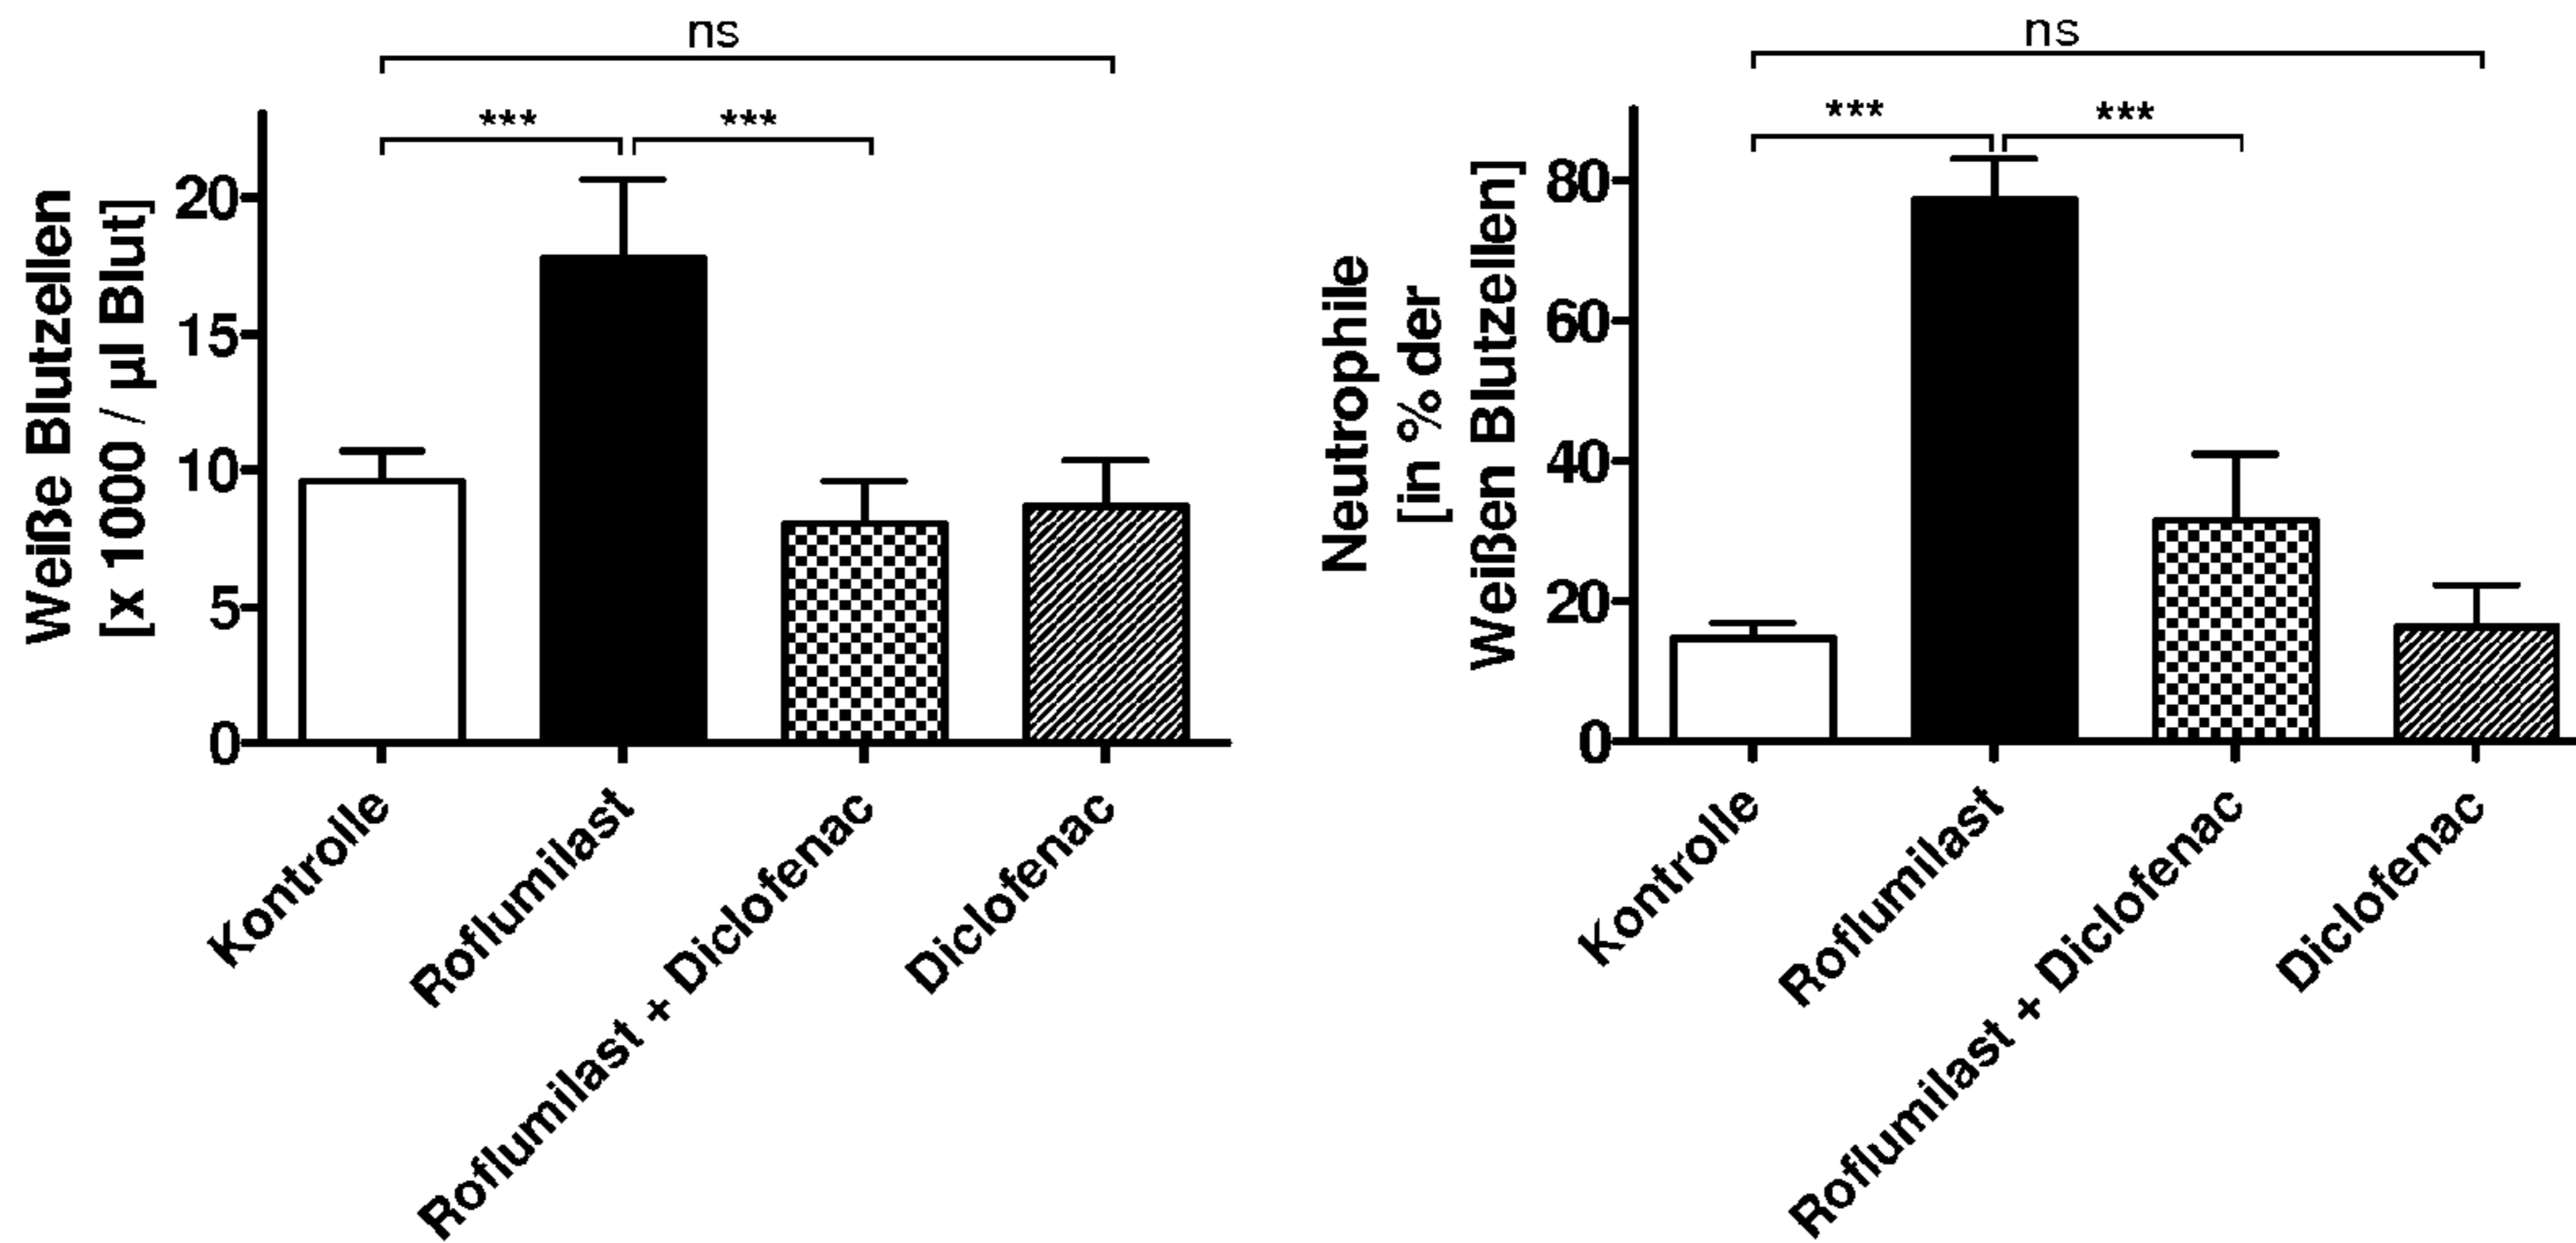 ns
*** ***
Weiße Blutzellen
[x 1000 / µl Blut]
20
15
10
5
0
Kontrolle
Roflumilast
Roflumilast + Diclofenac
Diclofenac
ns
*** ***
Neutrophile
[in % der
Weißen Blutzellen]
80
60
40
20
0
Kontrolle
Roflumilast
Roflumilast + Diclofenac
Diclofenac